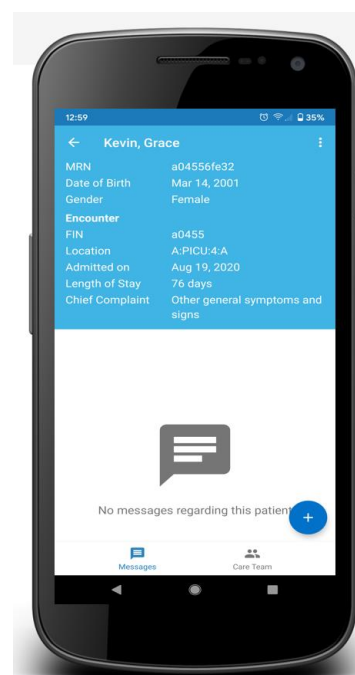 12:59 35%
Kevin, Grace
MRN a04556fe32
Date of Birth Mar 14, 2001
Gender Female
Encounter
FIN a0455
Location A:PICU:4:A
Admitted on Aug 19, 2020
Length of Stay 76 days
Chief Complaint Other general symptoms and
signs
No messages regarding this patient
+
Messages Care Team